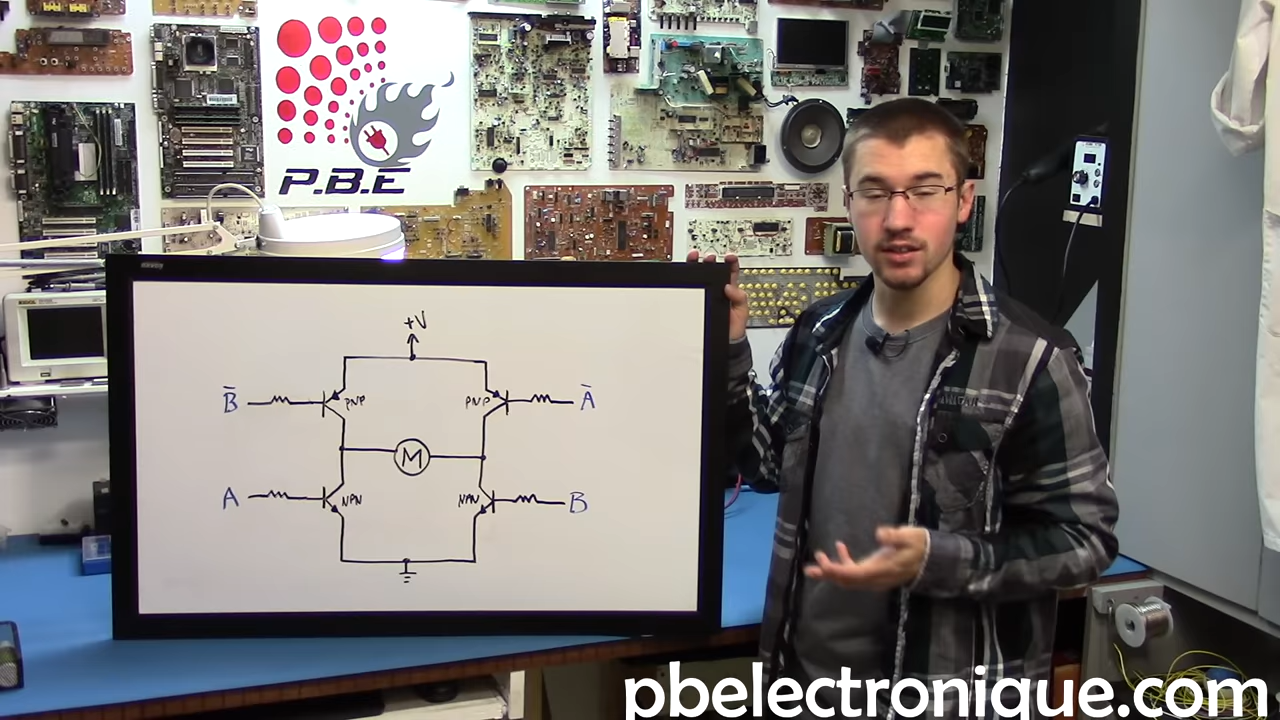 P.B.E
+V
B̄ PNP PNP Ā
M
A NPN NPN B
pbelectronique.com